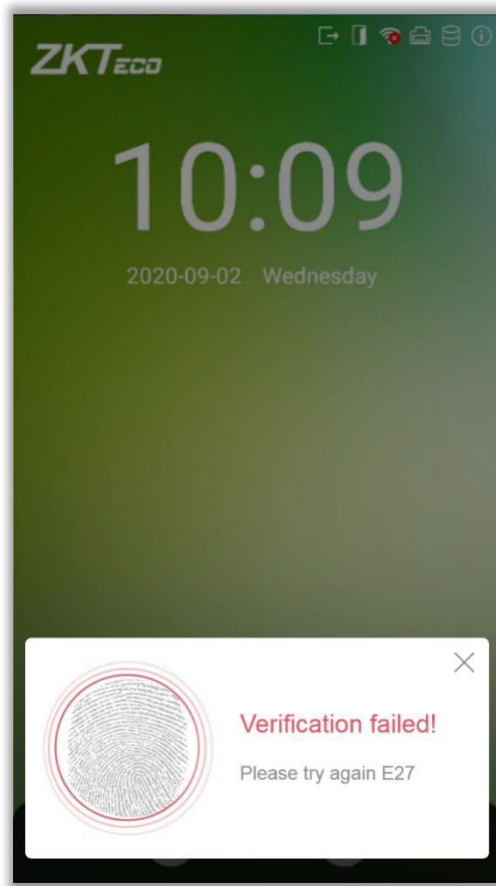 ZKTECO
10:09
2020-09-02 Wednesday
Verification failed!
Please try again E27